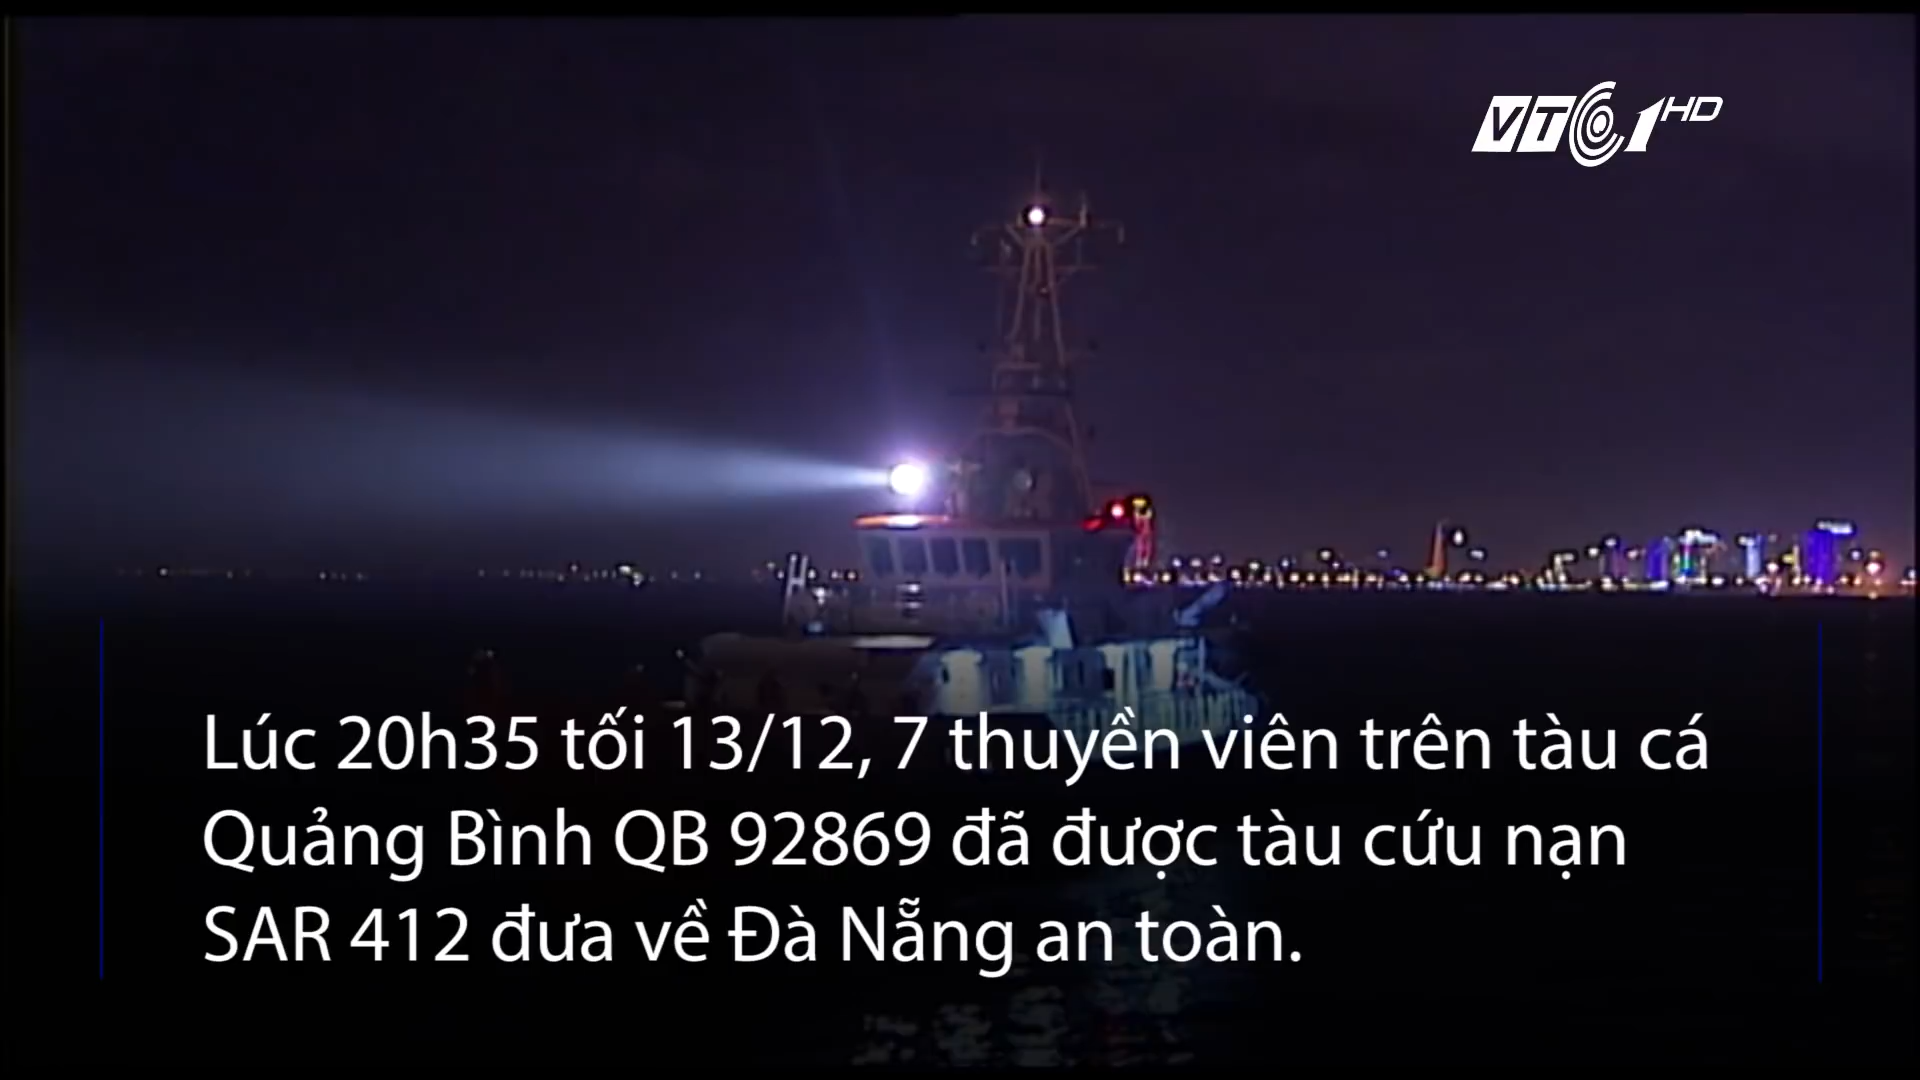 VTC1 HD
Lúc 20h35 tối 13/12, 7 thuyền viên trên tàu cá
Quảng Bình QB 92869 đã được tàu cứu nạn
SAR 412 đưa về Đà Nẵng an toàn.